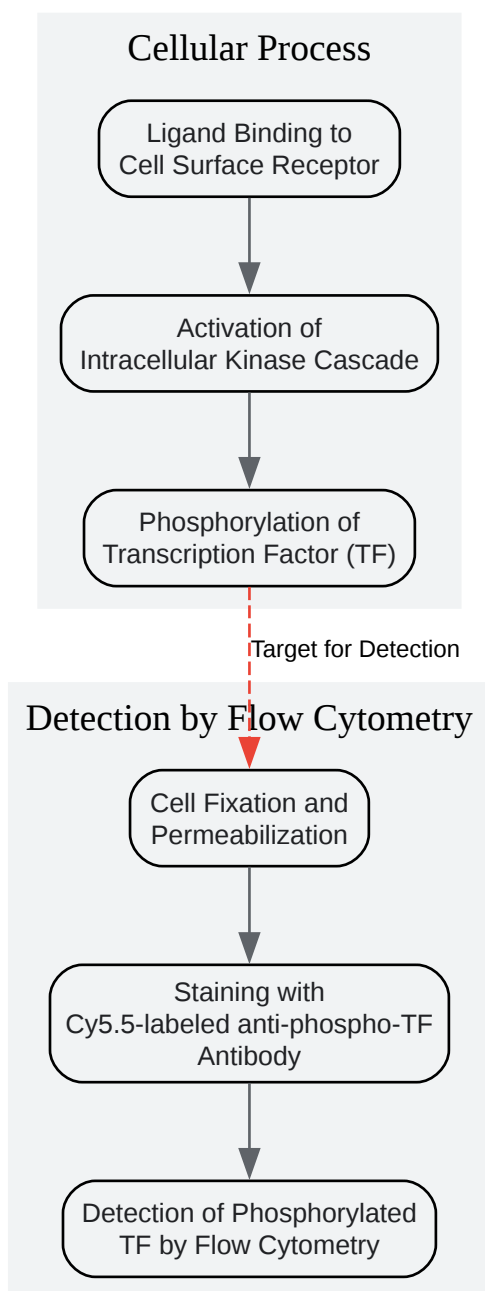 Cellular Process
Ligand Binding to
Cell Surface Receptor
Activation of
Intracellular Kinase Cascade
Phosphorylation of
Transcription Factor (TF)
Target for Detection
Detection by Flow Cytometry
Cell Fixation and
Permeabilization
Staining with
Cy5.5-labeled anti-phospho-TF
Antibody
Detection of Phosphorylated
TF by Flow Cytometry